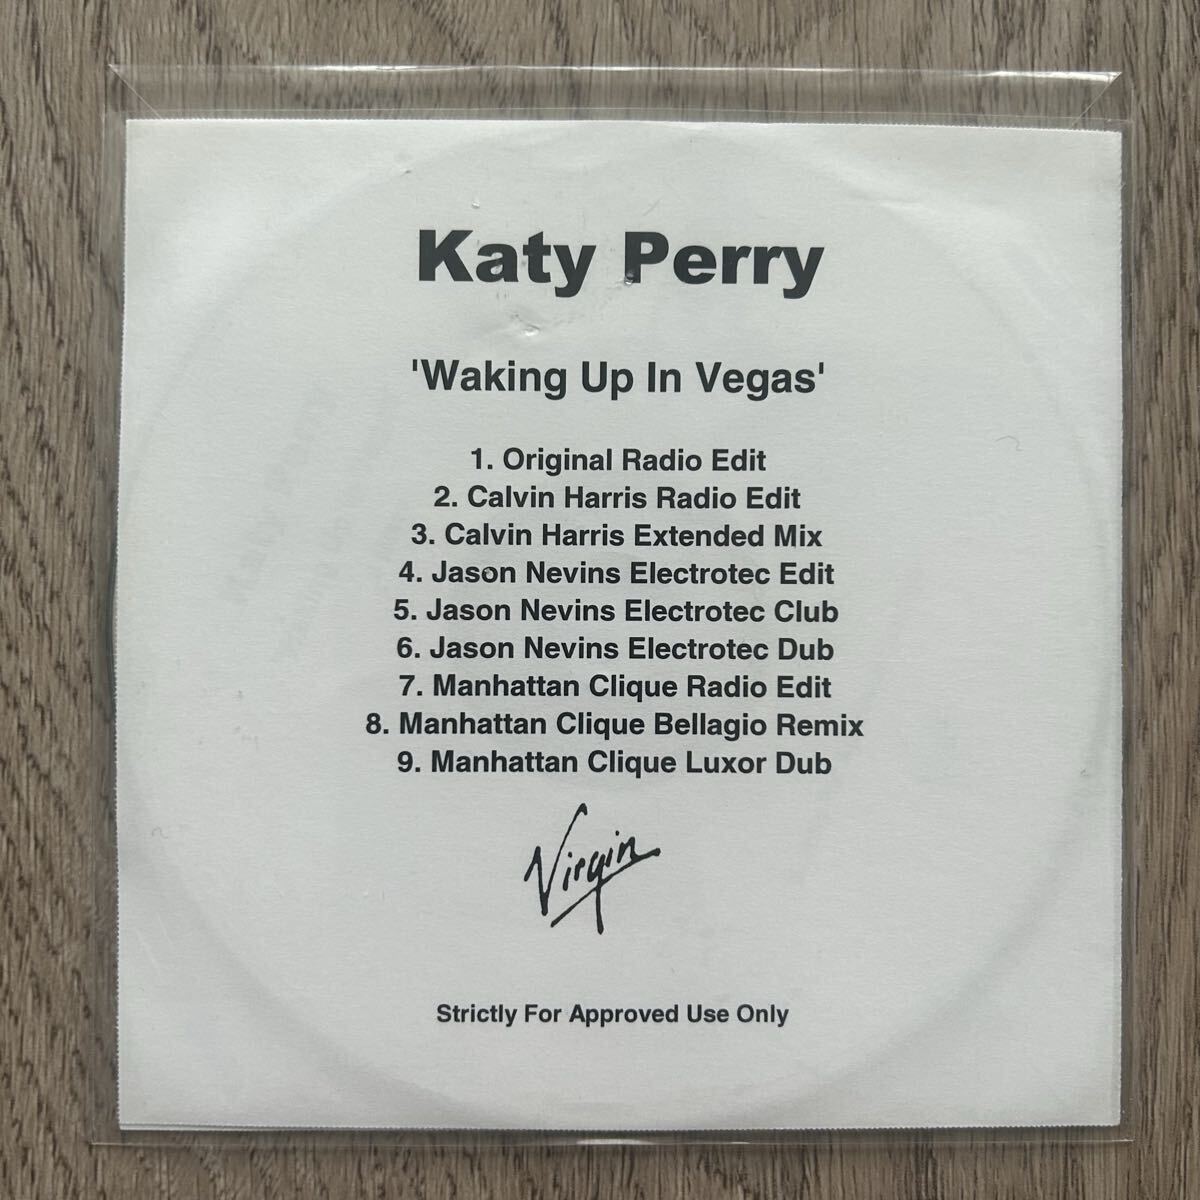 Katy Perry
'Waking Up In Vegas'
1. Original Radio Edit
2. Calvin Harris Radio Edit
3. Calvin Harris Extended Mix
4. Jason Nevins Electrotec Edit
5. Jason Nevins Electrotec Club
6. Jason Nevins Electrotec Dub
7. Manhattan Clique Radio Edit
8. Manhattan Clique Bellagio Remix
9. Manhattan Clique Luxor Dub
Virgin
Strictly For Approved Use Only